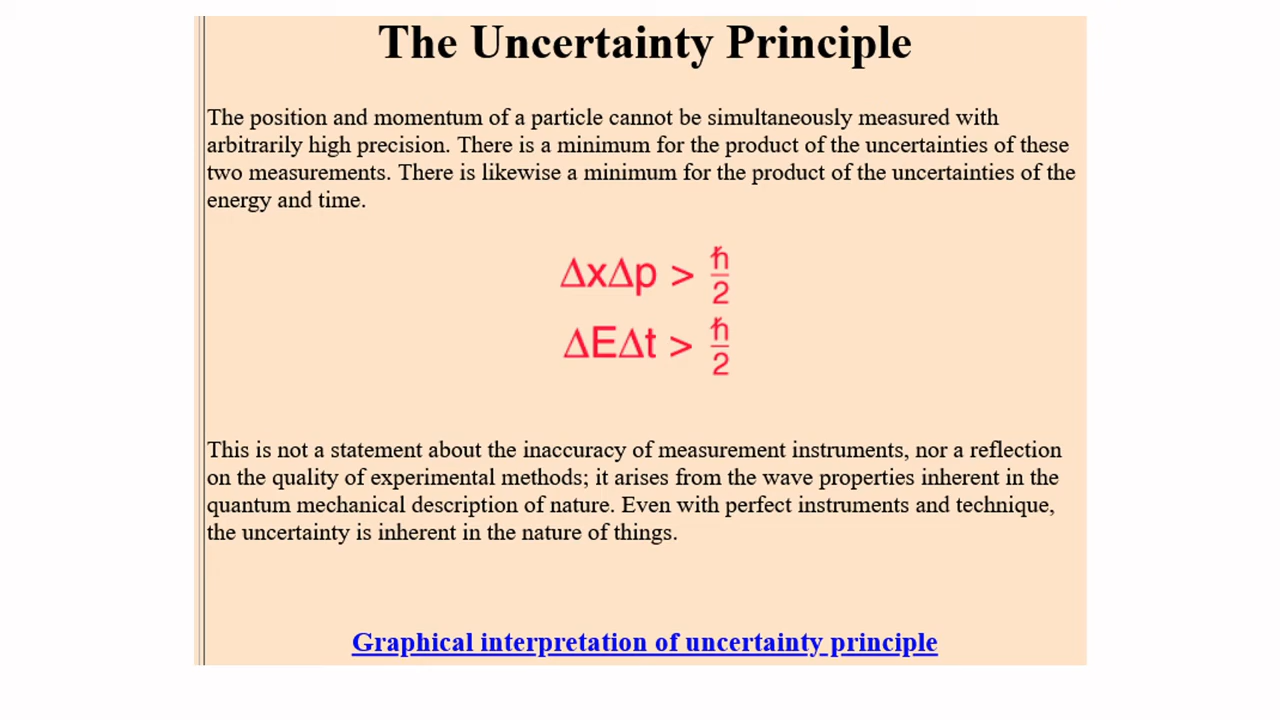 The Uncertainty Principle
The position and momentum of a particle cannot be simultaneously measured with
arbitrarily high precision. There is a minimum for the product of the uncertainties of these
two measurements. There is likewise a minimum for the product of the uncertainties of the
energy and time.
ΔxΔp > ℏ/2
ΔEΔt > ℏ/2
This is not a statement about the inaccuracy of measurement instruments, nor a reflection
on the quality of experimental methods; it arises from the wave properties inherent in the
quantum mechanical description of nature. Even with perfect instruments and technique,
the uncertainty is inherent in the nature of things.
Graphical interpretation of uncertainty principle